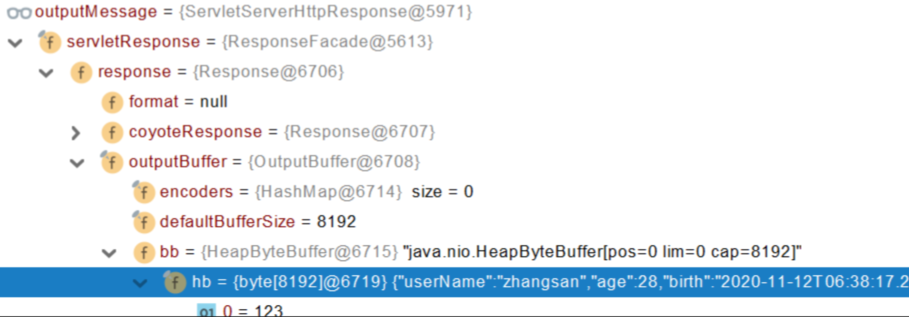 outputMessage = {ServletServerHttpResponse@5971}
servletResponse = {ResponseFacade@5613}
response = {Response@6706}
format = null
coyoteResponse = {Response@6707}
outputBuffer = {OutputBuffer@6708}
encoders = {HashMap@6714} size = 0
defaultBufferSize = 8192
bb = {HeapByteBuffer@6715} "java.nio.HeapByteBuffer[pos=0 lim=0 cap=8192]"
hb = {byte[8192]@6719} {"userName":"zhangsan","age":28,"birth":"2020-11-12T06:38:17.2
01 0 = 123